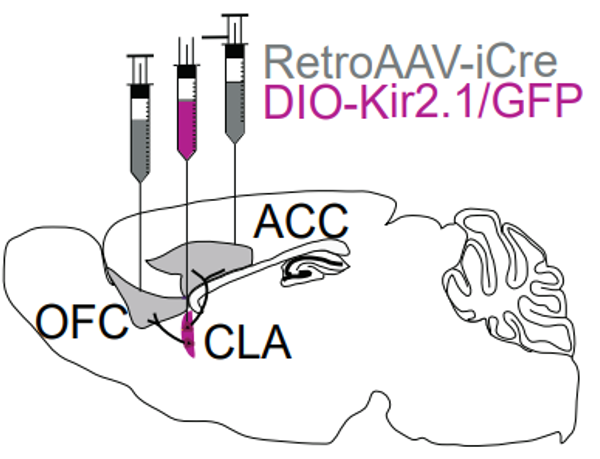 RetroAAV-iCre
DIO-Kir2.1/GFP
ACC
OFC
CLA